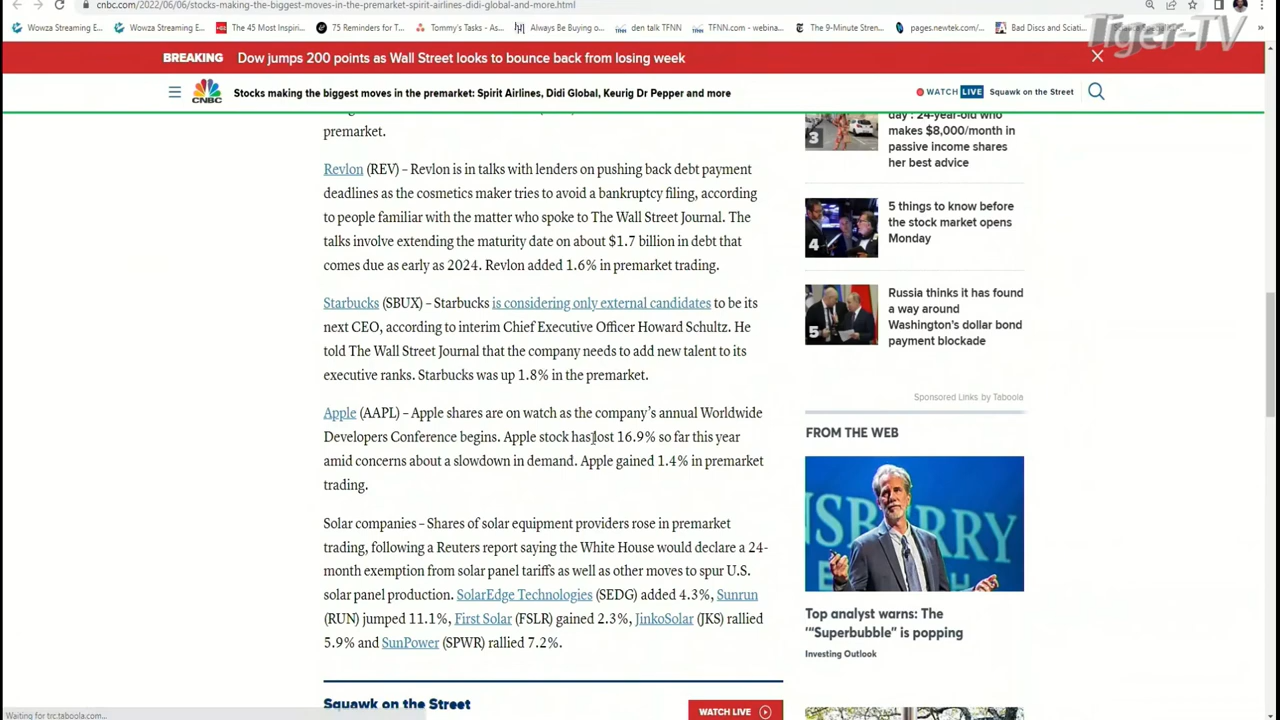 cnbc.com/2022/06/06/stocks-making-the-biggest-moves-in-the-premarket-spirit-airlines-didi-global-and-more.html
Wowza Streaming E... Wowza Streaming E... The 45 Most Inspiri... 75 Reminders for T... Tommy's Tasks - As... Always Be Buying o... den talk TFNN TFNN.com - webina... The 9-Minute Stren... pages.newtek.com/... Bad Discs and Sciati...
Tiger-TV
BREAKING Dow jumps 200 points as Wall Street looks to bounce back from losing week
CNBC Stocks making the biggest moves in the premarket: Spirit Airlines, Didi Global, Keurig Dr Pepper and more WATCH LIVE Squawk on the Street
premarket.
Revlon (REV) – Revlon is in talks with lenders on pushing back debt payment
deadlines as the cosmetics maker tries to avoid a bankruptcy filing, according
to people familiar with the matter who spoke to The Wall Street Journal. The
talks involve extending the maturity date on about $1.7 billion in debt that
comes due as early as 2024. Revlon added 1.6% in premarket trading.
Starbucks (SBUX) – Starbucks is considering only external candidates to be its
next CEO, according to interim Chief Executive Officer Howard Schultz. He
told The Wall Street Journal that the company needs to add new talent to its
executive ranks. Starbucks was up 1.8% in the premarket.
Apple (AAPL) – Apple shares are on watch as the company's annual Worldwide
Developers Conference begins. Apple stock has lost 16.9% so far this year
amid concerns about a slowdown in demand. Apple gained 1.4% in premarket
trading.
Solar companies – Shares of solar equipment providers rose in premarket
trading, following a Reuters report saying the White House would declare a 24-
month exemption from solar panel tariffs as well as other moves to spur U.S.
solar panel production. SolarEdge Technologies (SEDG) added 4.3%, Sunrun
(RUN) jumped 11.1%, First Solar (FSLR) gained 2.3%, JinkoSolar (JKS) rallied
5.9% and SunPower (SPWR) rallied 7.2%.
Squawk on the Street
WATCH LIVE
3
day': 24-year-old who
makes $8,000/month in
passive income shares
her best advice
4
5 things to know before
the stock market opens
Monday
5
Russia thinks it has found
a way around
Washington's dollar bond
payment blockade
Sponsored Links by Taboola
FROM THE WEB
NSBERRY
Top analyst warns: The
'"Superbubble" is popping
Investing Outlook
Waiting for trc.taboola.com...